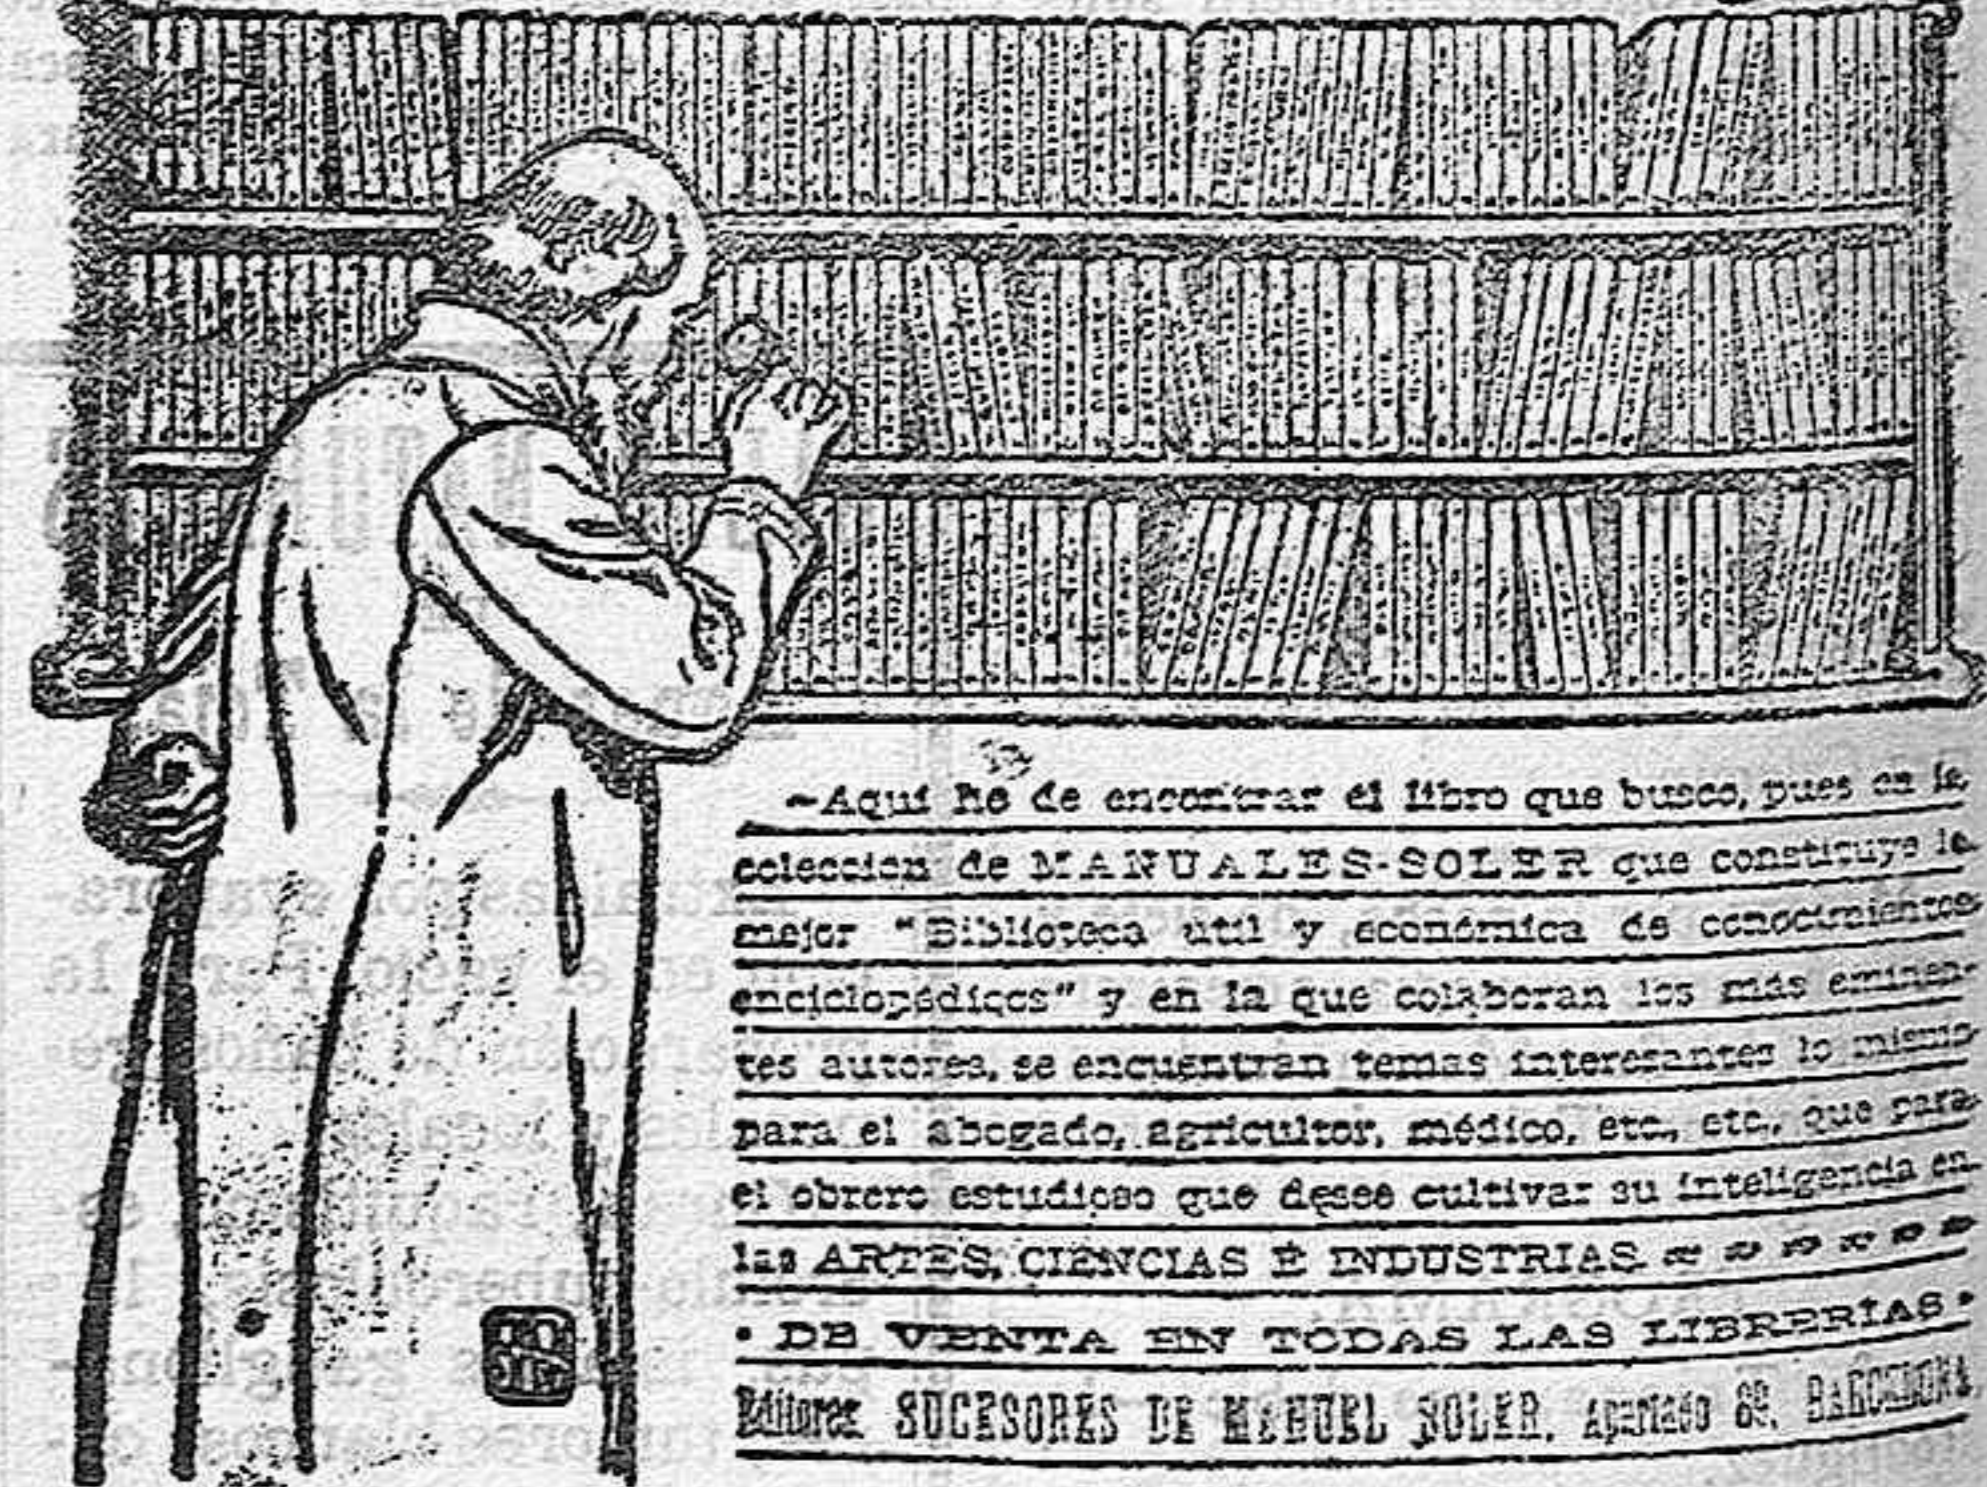 ~Aquí he de encontrar el libro que busco, pues en la
coleccion de MANUALES-SOLER que constituye la
mejor "Biblioteca útil y económica de conocimientos
enciclopédicos" y en la que colaboran los más eminen-
tes autores, se encuentran temas interesantes lo mismo
para el abogado, agricultor, médico, etc., etc., que para
el obrero estudioso que desee cultivar su inteligencia en
las ARTES, CIENCIAS É INDUSTRIAS
• DE VENTA EN TODAS LAS LIBRERÍAS •
Editores SUCESORES DE MANUEL SOLER. Apartado 89. BARCELONA